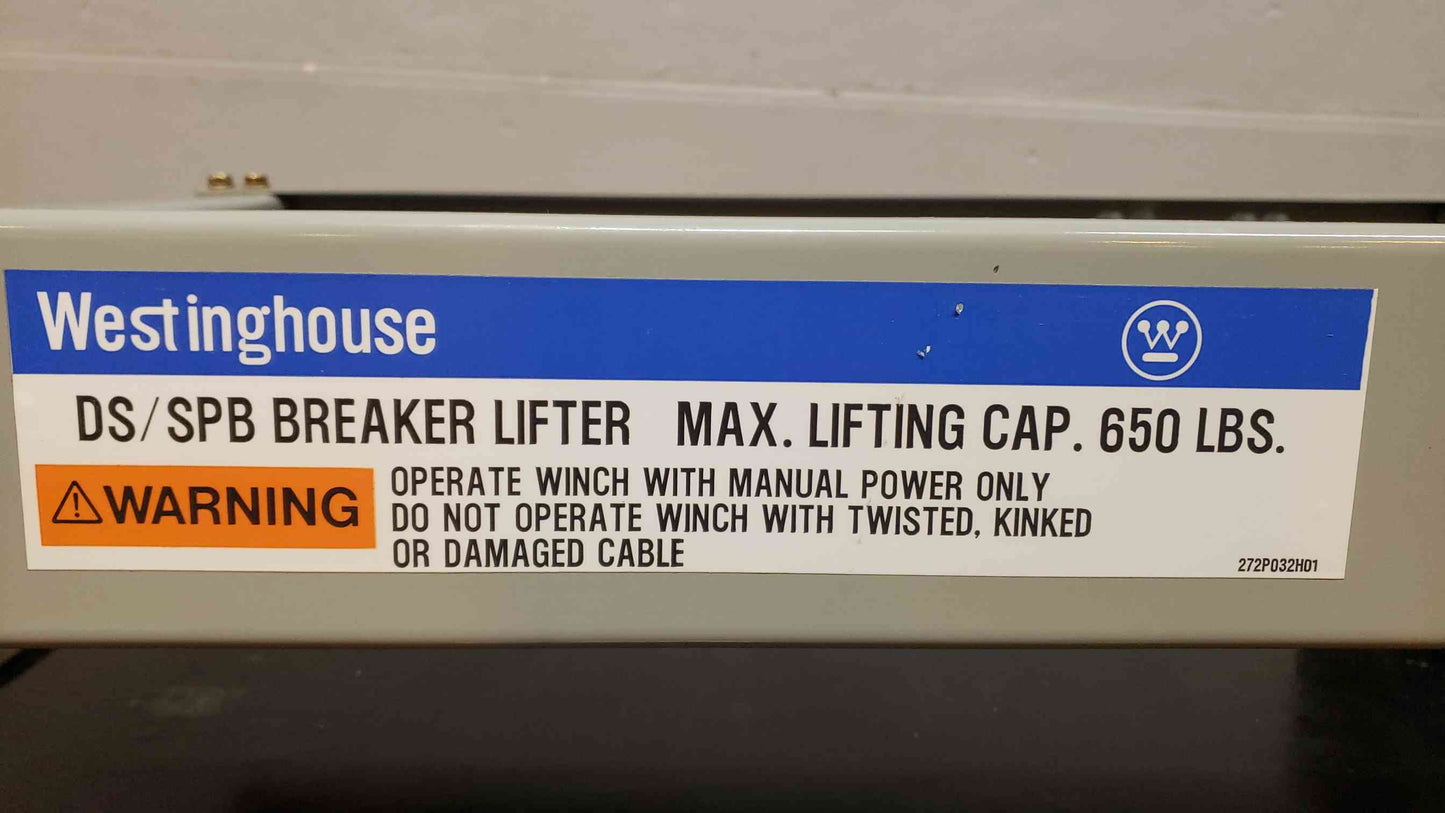 Westinghouse
DS/SPB BREAKER LIFTER MAX. LIFTING CAP. 650 LBS.
WARNING
OPERATE WINCH WITH MANUAL POWER ONLY
DO NOT OPERATE WINCH WITH TWISTED, KINKED
OR DAMAGED CABLE
272P032H01